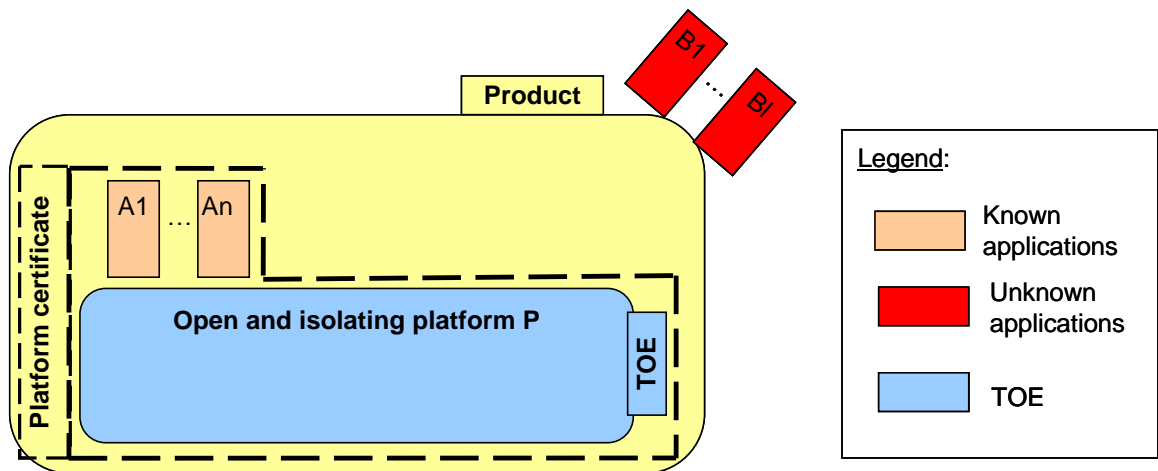 B1
...
Bl
Product
Legend:
A1
...
An
Known
applications
Platform certificate
Open and isolating platform P
Unknown
applications
TOE
TOE